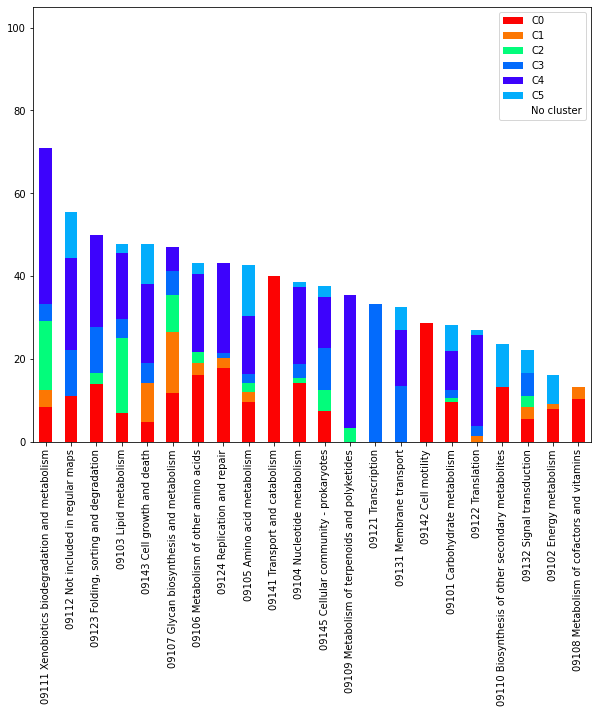 100
80
60
40
20
0
C0
C1
C2
C3
C4
C5
No cluster
09111 Xenobiotics biodegradation and metabolism
09112 Not included in regular maps
09123 Folding, sorting and degradation
09103 Lipid metabolism
09143 Cell growth and death
09107 Glycan biosynthesis and metabolism
09106 Metabolism of other amino acids
09124 Replication and repair
09105 Amino acid metabolism
09141 Transport and catabolism
09104 Nucleotide metabolism
09145 Cellular community - prokaryotes
09109 Metabolism of terpenoids and polyketides
09121 Transcription
09131 Membrane transport
09142 Cell motility
09101 Carbohydrate metabolism
09122 Translation
09110 Biosynthesis of other secondary metabolites
09132 Signal transduction
09102 Energy metabolism
09108 Metabolism of cofactors and vitamins